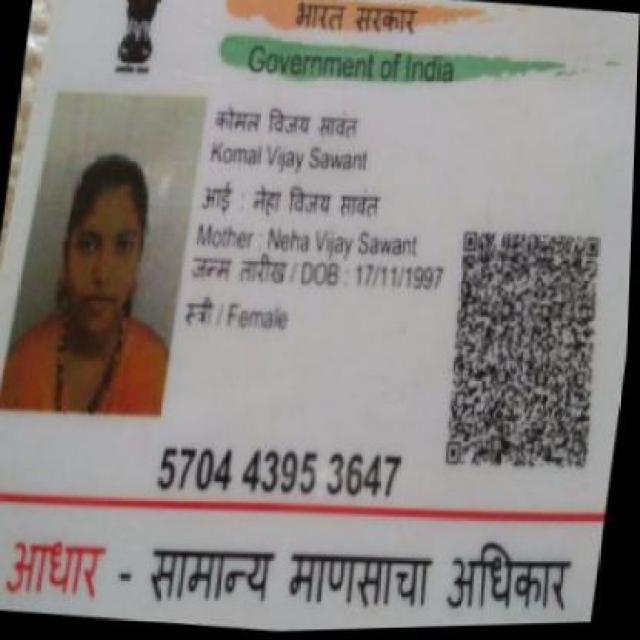 भारत सरकार
Government of India
कोमल विजय सावंत
Komal Vijay Sawant
आई : नेहा विजय सावंत
Mother : Neha Vijay Sawant
जन्म तारीख / DOB : 17/11/1997
स्त्री / Female
5704 4395 3647
आधार - सामान्य माणसाचा अधिकार